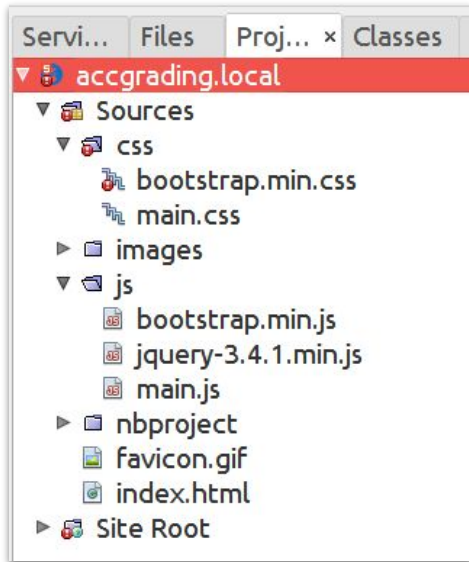 Servi... Files Proj... × Classes
accgrading.local
Sources
css
bootstrap.min.css
main.css
images
js
bootstrap.min.js
jquery-3.4.1.min.js
main.js
nbproject
favicon.gif
index.html
Site Root